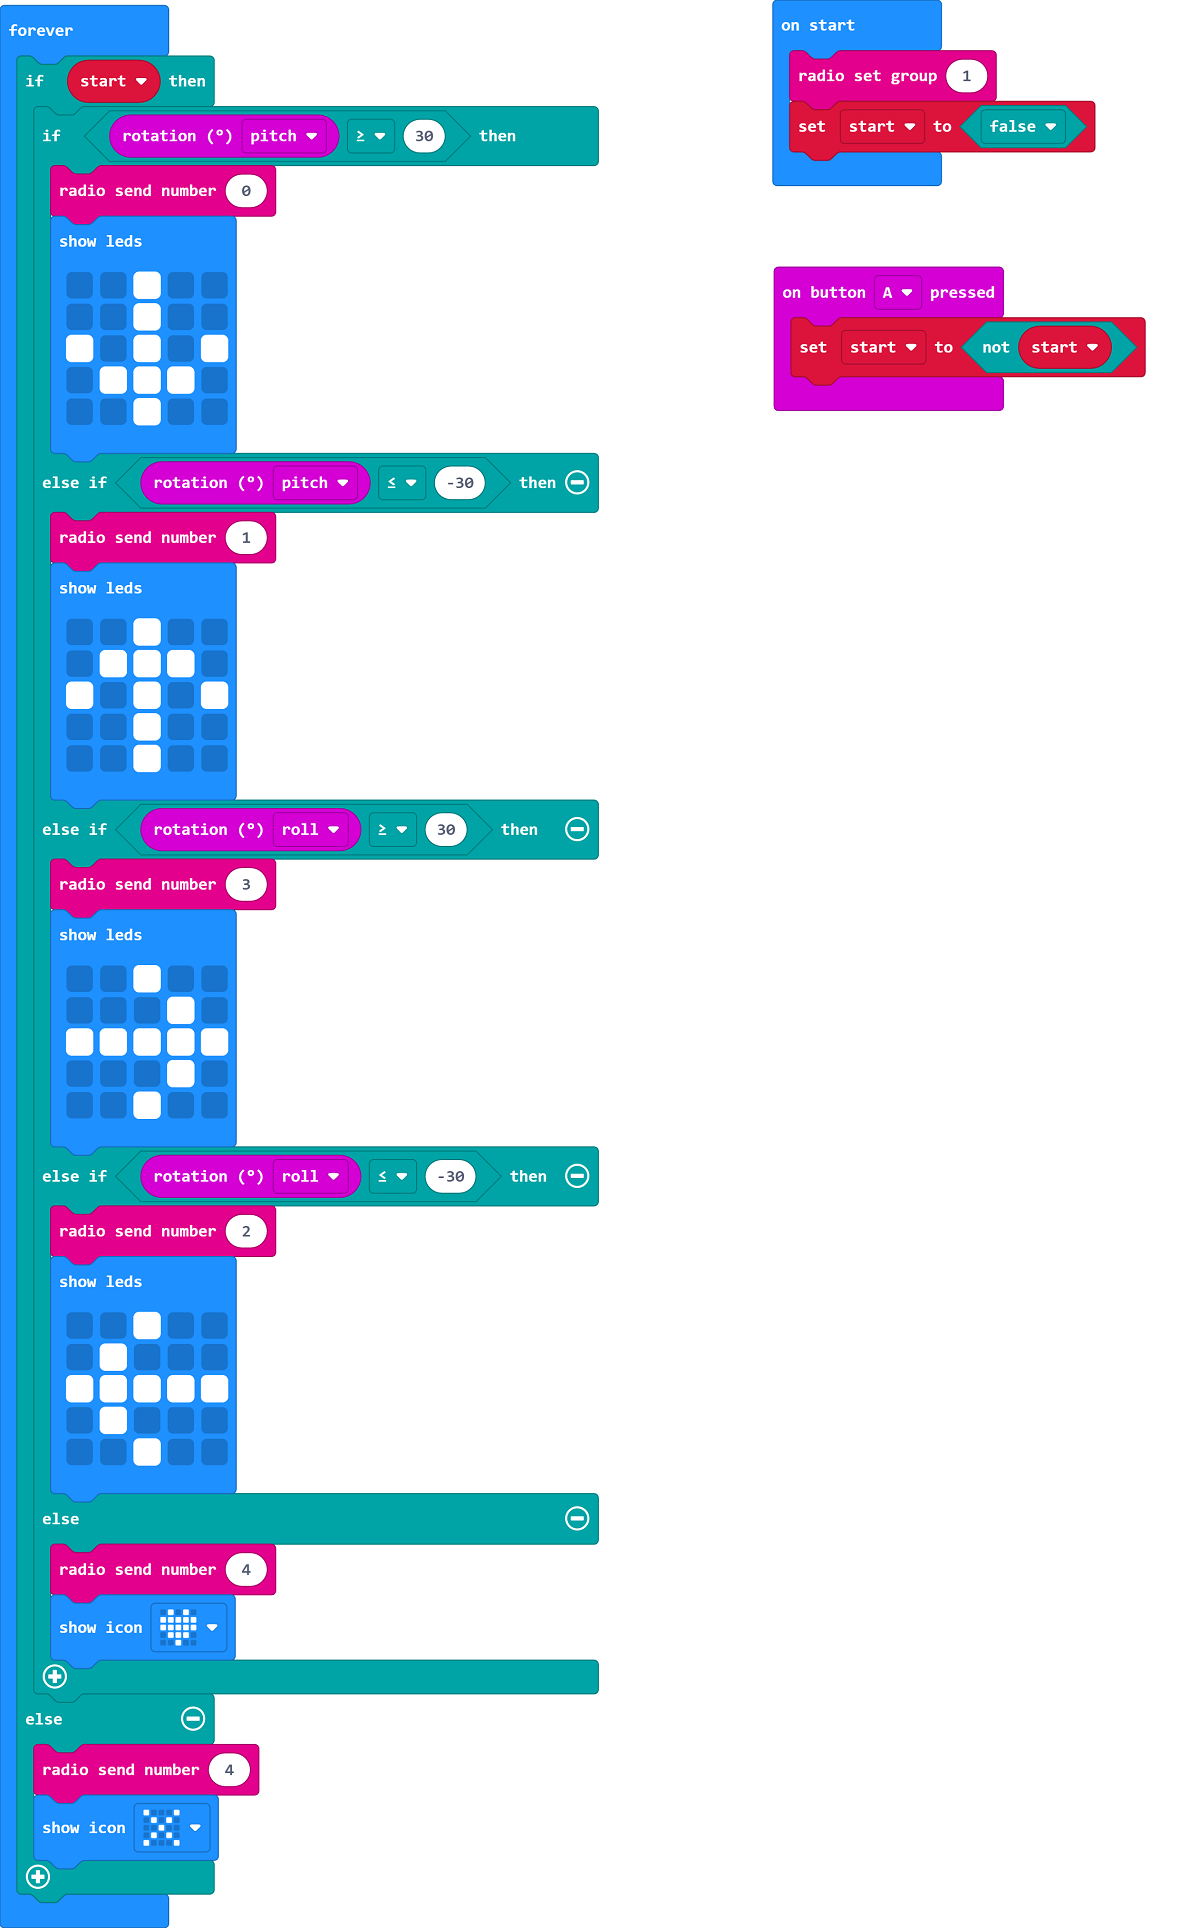 forever
if start then
if rotation (°) pitch ≥ 30 then
radio send number 0
show leds
else if rotation (°) pitch ≤ -30 then
radio send number 1
show leds
else if rotation (°) roll ≥ 30 then
radio send number 3
show leds
else if rotation (°) roll ≤ -30 then
radio send number 2
show leds
else
radio send number 4
show icon
else
radio send number 4
show icon
on start
radio set group 1
set start to false
on button A pressed
set start to not start